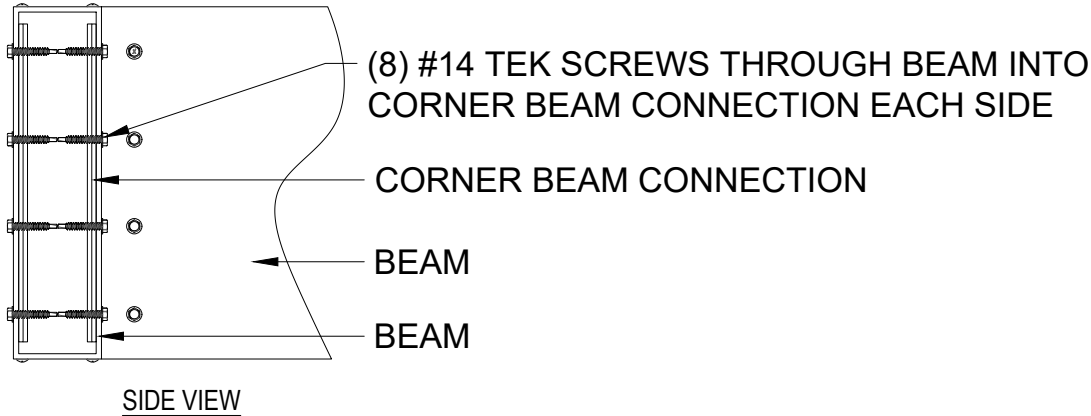 (8) #14 TEK SCREWS THROUGH BEAM INTO
CORNER BEAM CONNECTION EACH SIDE
CORNER BEAM CONNECTION
BEAM
BEAM
SIDE VIEW